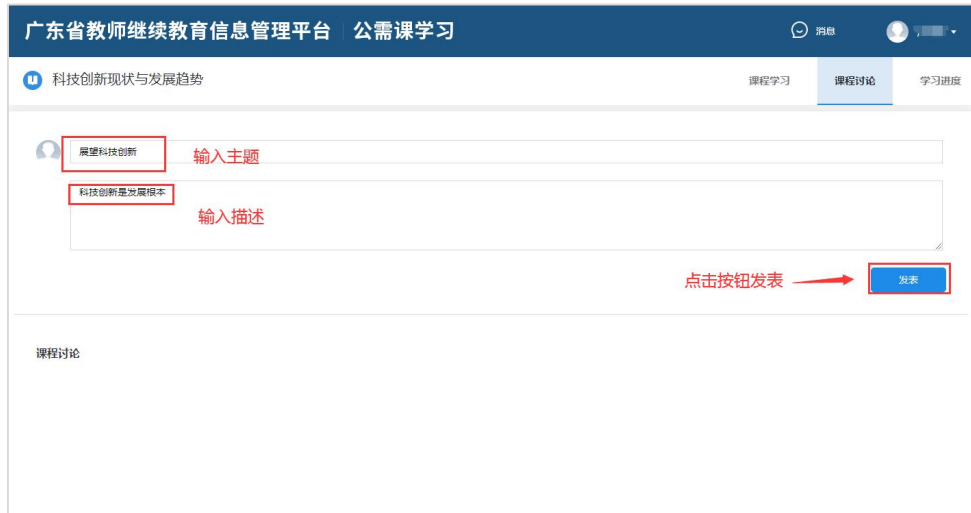 广东省教师继续教育信息管理平台 公需课学习 消息
科技创新现状与发展趋势 课程学习 课程讨论 学习进度
展望科技创新 输入主题
科技创新是发展根本
输入描述
点击按钮发表 发表
课程讨论